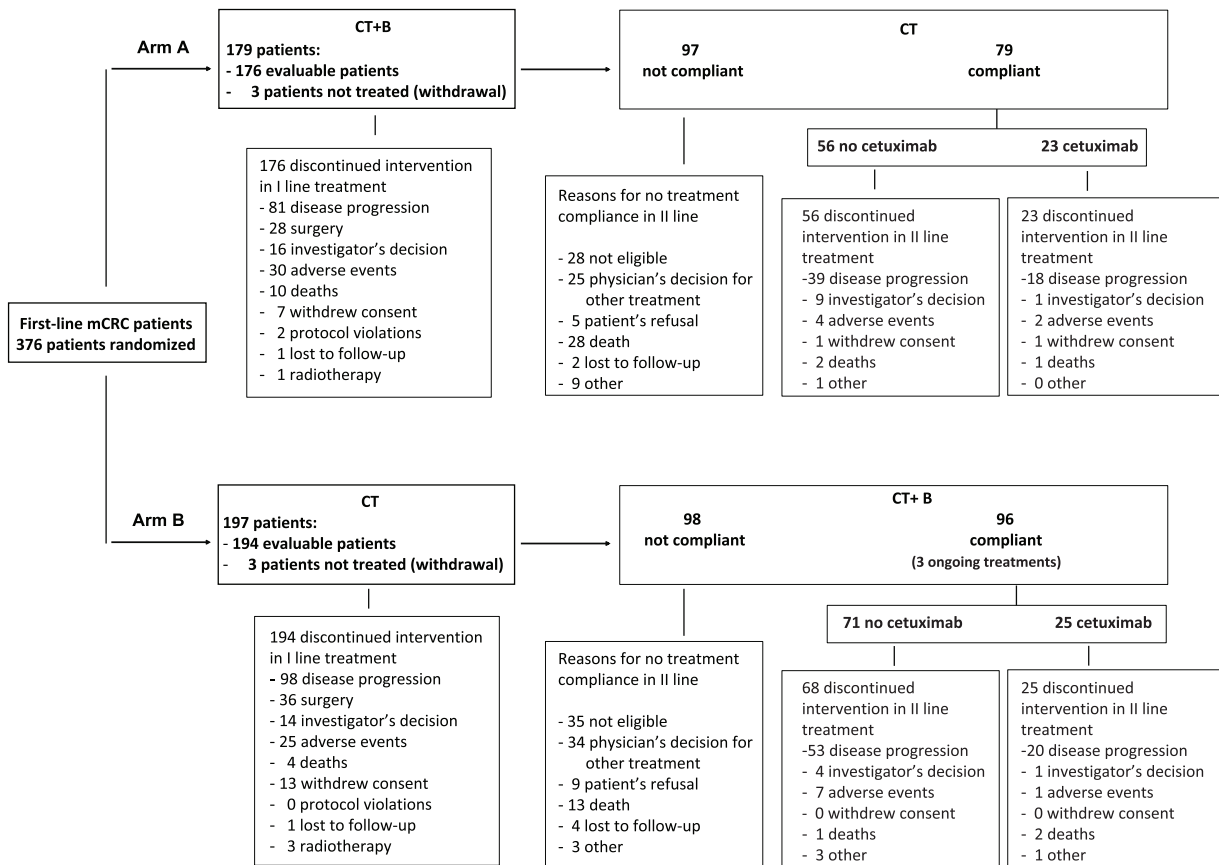 Arm A
CT+B
179 patients:
- 176 evaluable patients
- 3 patients not treated (withdrawal)
CT
97
not compliant
79
compliant
56 no cetuximab
23 cetuximab
176 discontinued intervention
in I line treatment
- 81 disease progression
- 28 surgery
- 16 investigator's decision
- 30 adverse events
- 10 deaths
- 7 withdrew consent
- 2 protocol violations
- 1 lost to follow-up
- 1 radiotherapy
Reasons for no treatment
compliance in II line
- 28 not eligible
- 25 physician's decision for
other treatment
- 5 patient's refusal
- 28 death
- 2 lost to follow-up
- 9 other
56 discontinued
intervention in II line
treatment
-39 disease progression
- 9 investigator's decision
- 4 adverse events
- 1 withdrew consent
- 2 deaths
- 1 other
23 discontinued
intervention in II line
treatment
-18 disease progression
- 1 investigator's decision
- 2 adverse events
- 1 withdrew consent
- 1 deaths
- 0 other
First-line mCRC patients
376 patients randomized
Arm B
CT
197 patients:
- 194 evaluable patients
- 3 patients not treated (withdrawal)
CT+ B
98
not compliant
96
compliant
(3 ongoing treatments)
71 no cetuximab
25 cetuximab
194 discontinued intervention
in I line treatment
- 98 disease progression
- 36 surgery
- 14 investigator's decision
- 25 adverse events
- 4 deaths
- 13 withdrew consent
- 0 protocol violations
- 1 lost to follow-up
- 3 radiotherapy
Reasons for no treatment
compliance in II line
- 35 not eligible
- 34 physician's decision for
other treatment
- 9 patient's refusal
- 13 death
- 4 lost to follow-up
- 3 other
68 discontinued
intervention in II line
treatment
-53 disease progression
- 4 investigator's decision
- 7 adverse events
- 0 withdrew consent
- 1 deaths
- 3 other
25 discontinued
intervention in II line
treatment
-20 disease progression
- 1 investigator's decision
- 1 adverse events
- 0 withdrew consent
- 2 deaths
- 1 other